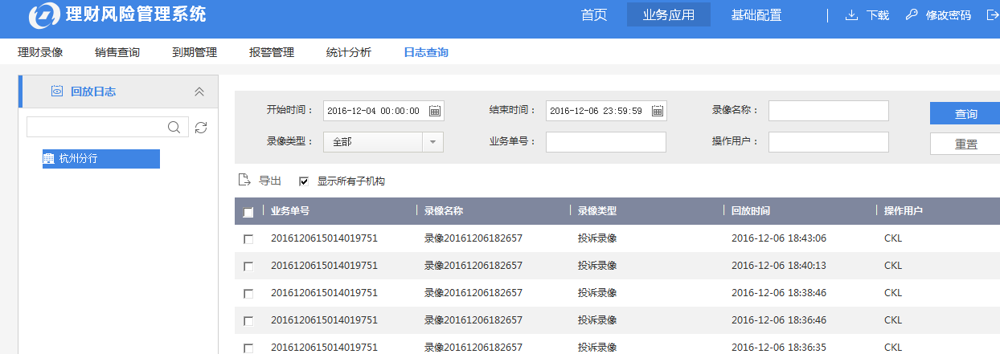 理财风险管理系统 首页 业务应用 基础配置 下载 修改密码
理财录像 销售查询 到期管理 报警管理 统计分析 日志查询
回放日志
杭州分行
开始时间： 2016-12-04 00:00:00 结束时间： 2016-12-06 23:59:59 录像名称： 查询
录像类型： 全部 业务单号： 操作用户： 重置
导出 显示所有子机构
业务单号 录像名称 录像类型 回放时间 操作用户
2016120615014019751 录像20161206182657 投诉录像 2016-12-06 18:43:06 CKL
2016120615014019751 录像20161206182657 投诉录像 2016-12-06 18:40:13 CKL
2016120615014019751 录像20161206182657 投诉录像 2016-12-06 18:38:46 CKL
2016120615014019751 录像20161206182657 投诉录像 2016-12-06 18:36:46 CKL
2016120615014019751 录像20161206182657 投诉录像 2016-12-06 18:36:35 CKL